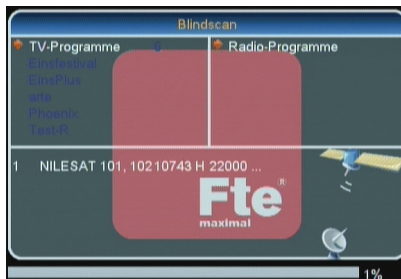 Blindscan
TV-Programme 6
Radio-Programme
Einsfestival
EinsPlus
arte
Phoenix
Test-R
1 NILESAT 101, 102 10743 H 22000 ...
Fte®
maximal
1%